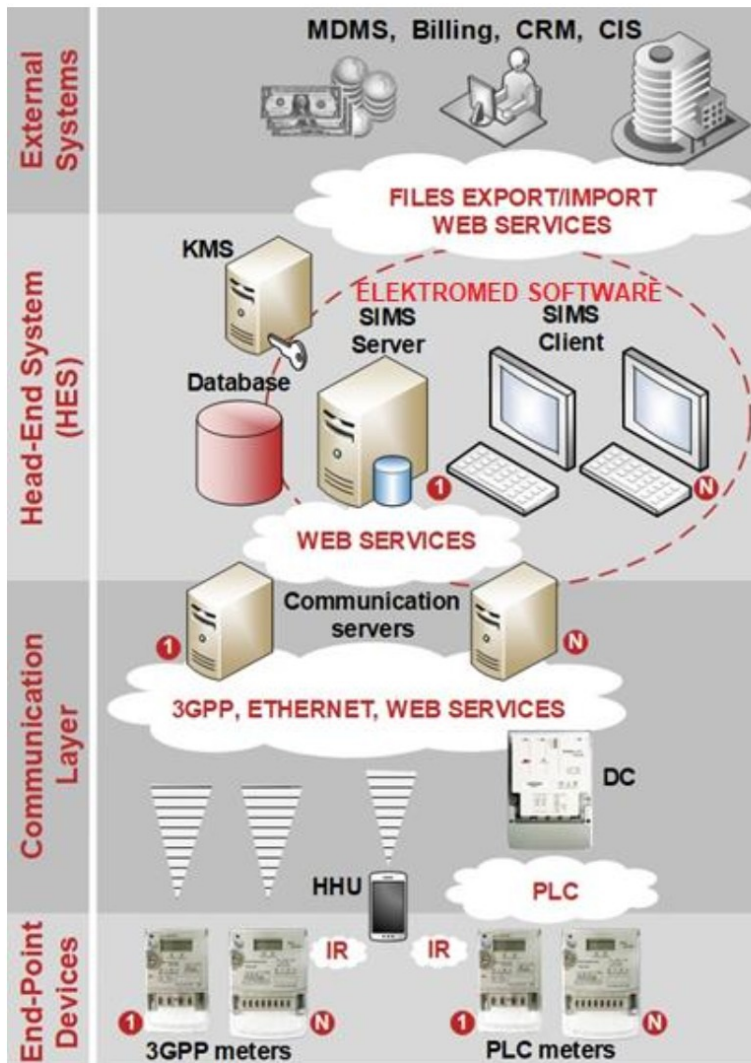 MDMS, Billing, CRM, CIS
External
Systems
FILES EXPORT/IMPORT
WEB SERVICES
Head-End System
(HES)
KMS
ELEKTROMED SOFTWARE
SIMS
Server
SIMS
Client
Database
1
N
WEB SERVICES
Communication
Layer
Communication
servers
1
N
3GPP, ETHERNET, WEB SERVICES
DC
HHU
PLC
End-Point
Devices
IR
IR
1
N
3GPP meters
1
N
PLC meters